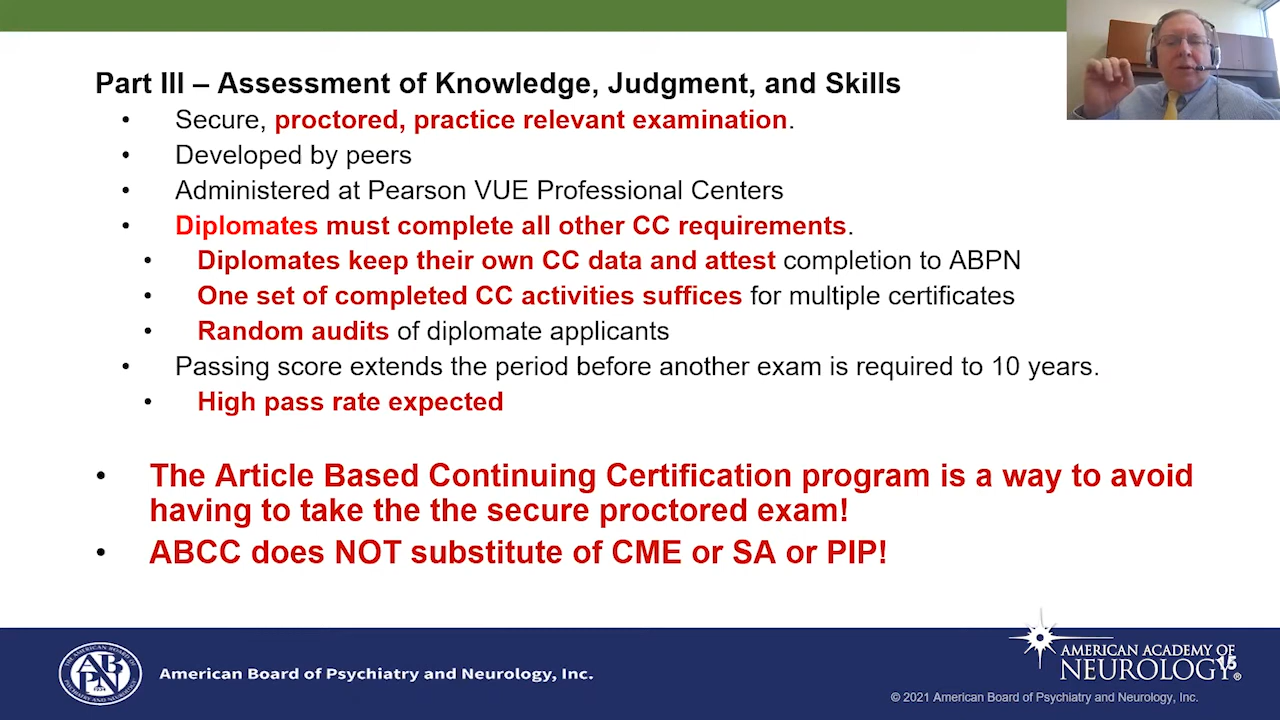 Part III – Assessment of Knowledge, Judgment, and Skills
• Secure, proctored, practice relevant examination.
• Developed by peers
• Administered at Pearson VUE Professional Centers
• Diplomates must complete all other CC requirements.
• Diplomates keep their own CC data and attest completion to ABPN
• One set of completed CC activities suffices for multiple certificates
• Random audits of diplomate applicants
• Passing score extends the period before another exam is required to 10 years.
• High pass rate expected
• The Article Based Continuing Certification program is a way to avoid
having to take the the secure proctored exam!
• ABCC does NOT substitute of CME or SA or PIP!
ABPN
American Board of Psychiatry and Neurology, Inc.
AMERICAN ACADEMY OF
NEUROLOGY®
15
© 2021 American Board of Psychiatry and Neurology, Inc.